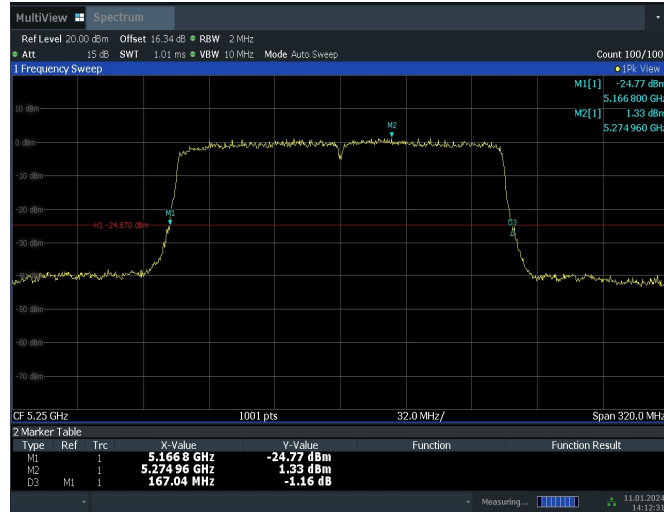 MultiView Spectrum
Ref Level 20.00 dBm Offset 16.34 dB RBW 2 MHz
Att 15 dB SWT 1.01 ms VBW 10 MHz Mode Auto Sweep Count 100/100
1 Frequency Sweep 1Pk View
M1[1] -24.77 dBm
5.166 800 GHz
M2[1] 1.33 dBm
5.274 960 GHz
10 dBm
M2
0 dBm
-10 dBm
-20 dBm
M1
H1 -24.670 dBm
D3
-30 dBm
-50 dBm
-60 dBm
-70 dBm
CF 5.25 GHz 1001 pts 32.0 MHz/ Span 320.0 MHz
2 Marker Table
Type Ref Trc X-Value Y-Value Function Function Result
M1 1 5.166 8 GHz -24.77 dBm
M2 1 5.274 96 GHz 1.33 dBm
D3 M1 1 167.04 MHz -1.16 dB
Measuring... 11.01.2024
14:12:31